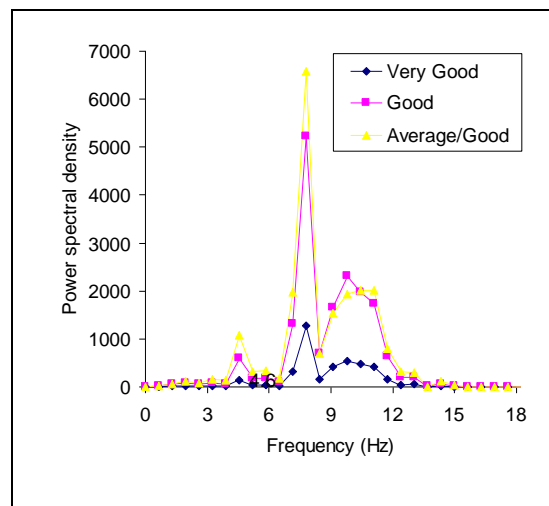 7000
6000
5000
4000
3000
2000
1000
0
Power spectral density
Very Good
Good
Average/Good
0 3 6 9 12 15 18
Frequency (Hz)